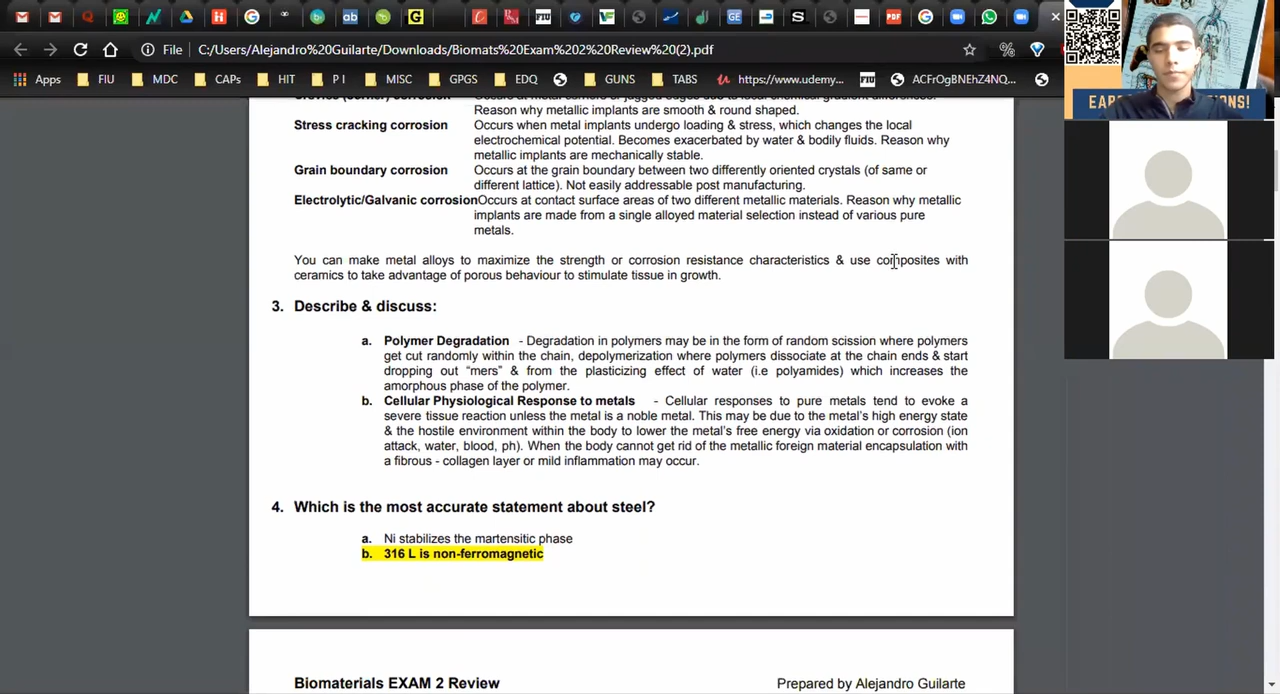 File
C:/Users/Alejandro%20Guilarte/Downloads/Biomats%20Exam%202%20Review%20(2).pdf
Apps FIU MDC CAPs HIT P I MISC GPGS EDQ GUNS TABS https://www.udemy... FIU ACFrOgBNEhZ4NQ...
Reason why metallic implants are smooth & round shaped.
Stress cracking corrosion Occurs when metal implants undergo loading & stress, which changes the local
electrochemical potential. Becomes exacerbated by water & bodily fluids. Reason why
metallic implants are mechanically stable.
Grain boundary corrosion Occurs at the grain boundary between two differently oriented crystals (of same or
different lattice). Not easily addressable post manufacturing.
Electrolytic/Galvanic corrosionOccurs at contact surface areas of two different metallic materials. Reason why metallic
implants are made from a single alloyed material selection instead of various pure
metals.
You can make metal alloys to maximize the strength or corrosion resistance characteristics & use composites with
ceramics to take advantage of porous behaviour to stimulate tissue in growth.
3. Describe & discuss:
a. Polymer Degradation - Degradation in polymers may be in the form of random scission where polymers
get cut randomly within the chain, depolymerization where polymers dissociate at the chain ends & start
dropping out “mers” & from the plasticizing effect of water (i.e polyamides) which increases the
amorphous phase of the polymer.
b. Cellular Physiological Response to metals - Cellular responses to pure metals tend to evoke a
severe tissue reaction unless the metal is a noble metal. This may be due to the metal’s high energy state
& the hostile environment within the body to lower the metal’s free energy via oxidation or corrosion (ion
attack, water, blood, ph). When the body cannot get rid of the metallic foreign material encapsulation with
a fibrous - collagen layer or mild inflammation may occur.
4. Which is the most accurate statement about steel?
a. Ni stabilizes the martensitic phase
b. 316 L is non-ferromagnetic
Biomaterials EXAM 2 Review Prepared by Alejandro Guilarte